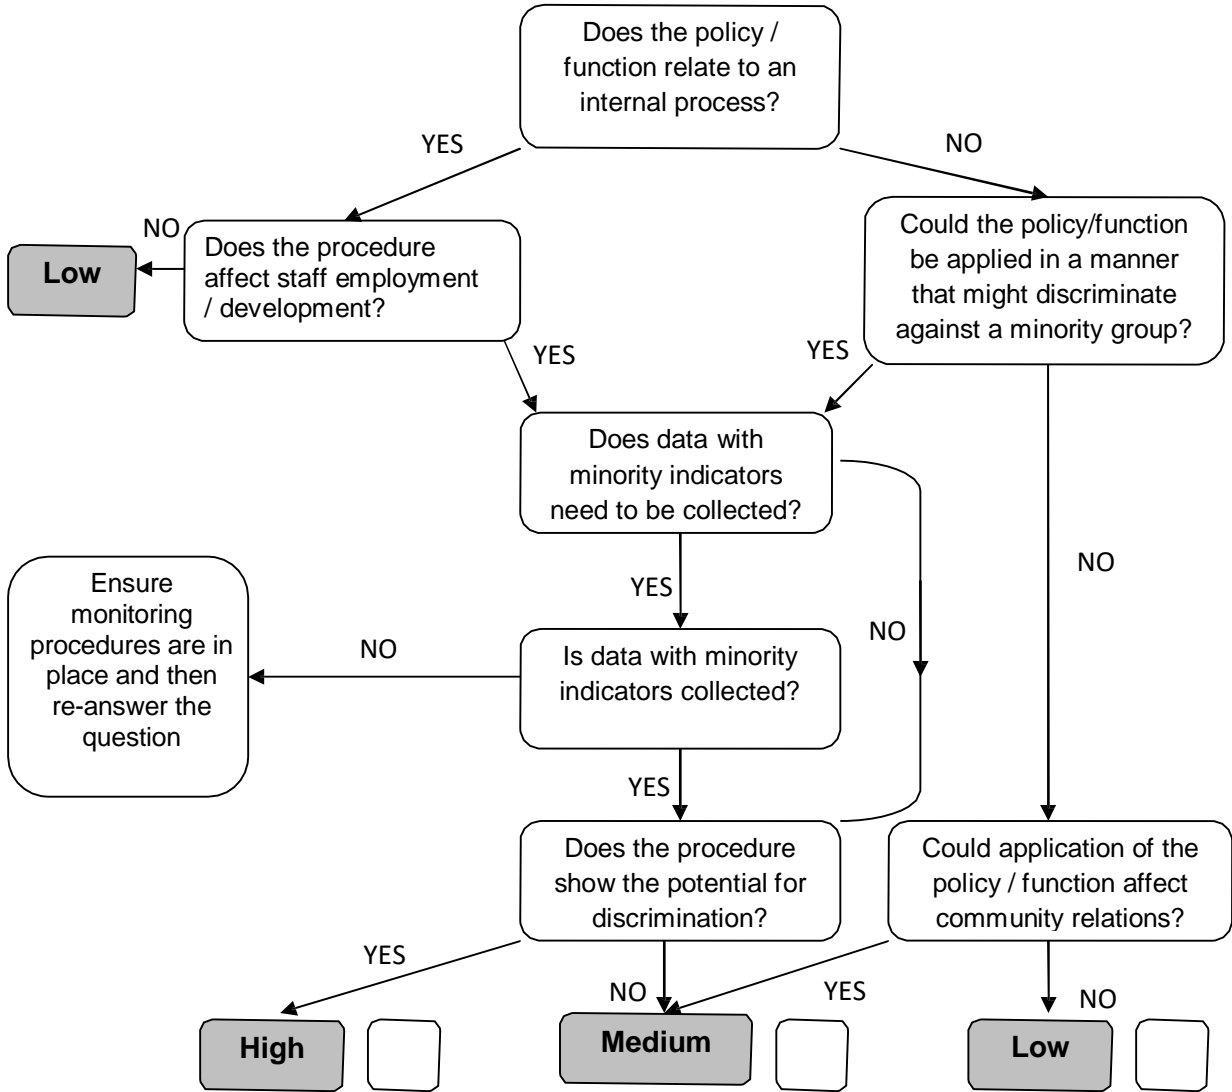 Does the policy /
function relate to an
internal process?
YES
NO
NO
Low
Does the procedure
affect staff employment
/ development?
Could the policy/function
be applied in a manner
that might discriminate
against a minority group?
YES
YES
Does data with
minority indicators
need to be collected?
NO
YES
NO
Ensure
monitoring
procedures are in
place and then
re-answer the
question
NO
Is data with minority
indicators collected?
YES
Does the procedure
show the potential for
discrimination?
Could application of the
policy / function affect
community relations?
YES
NO
YES
NO
High
Medium
Low